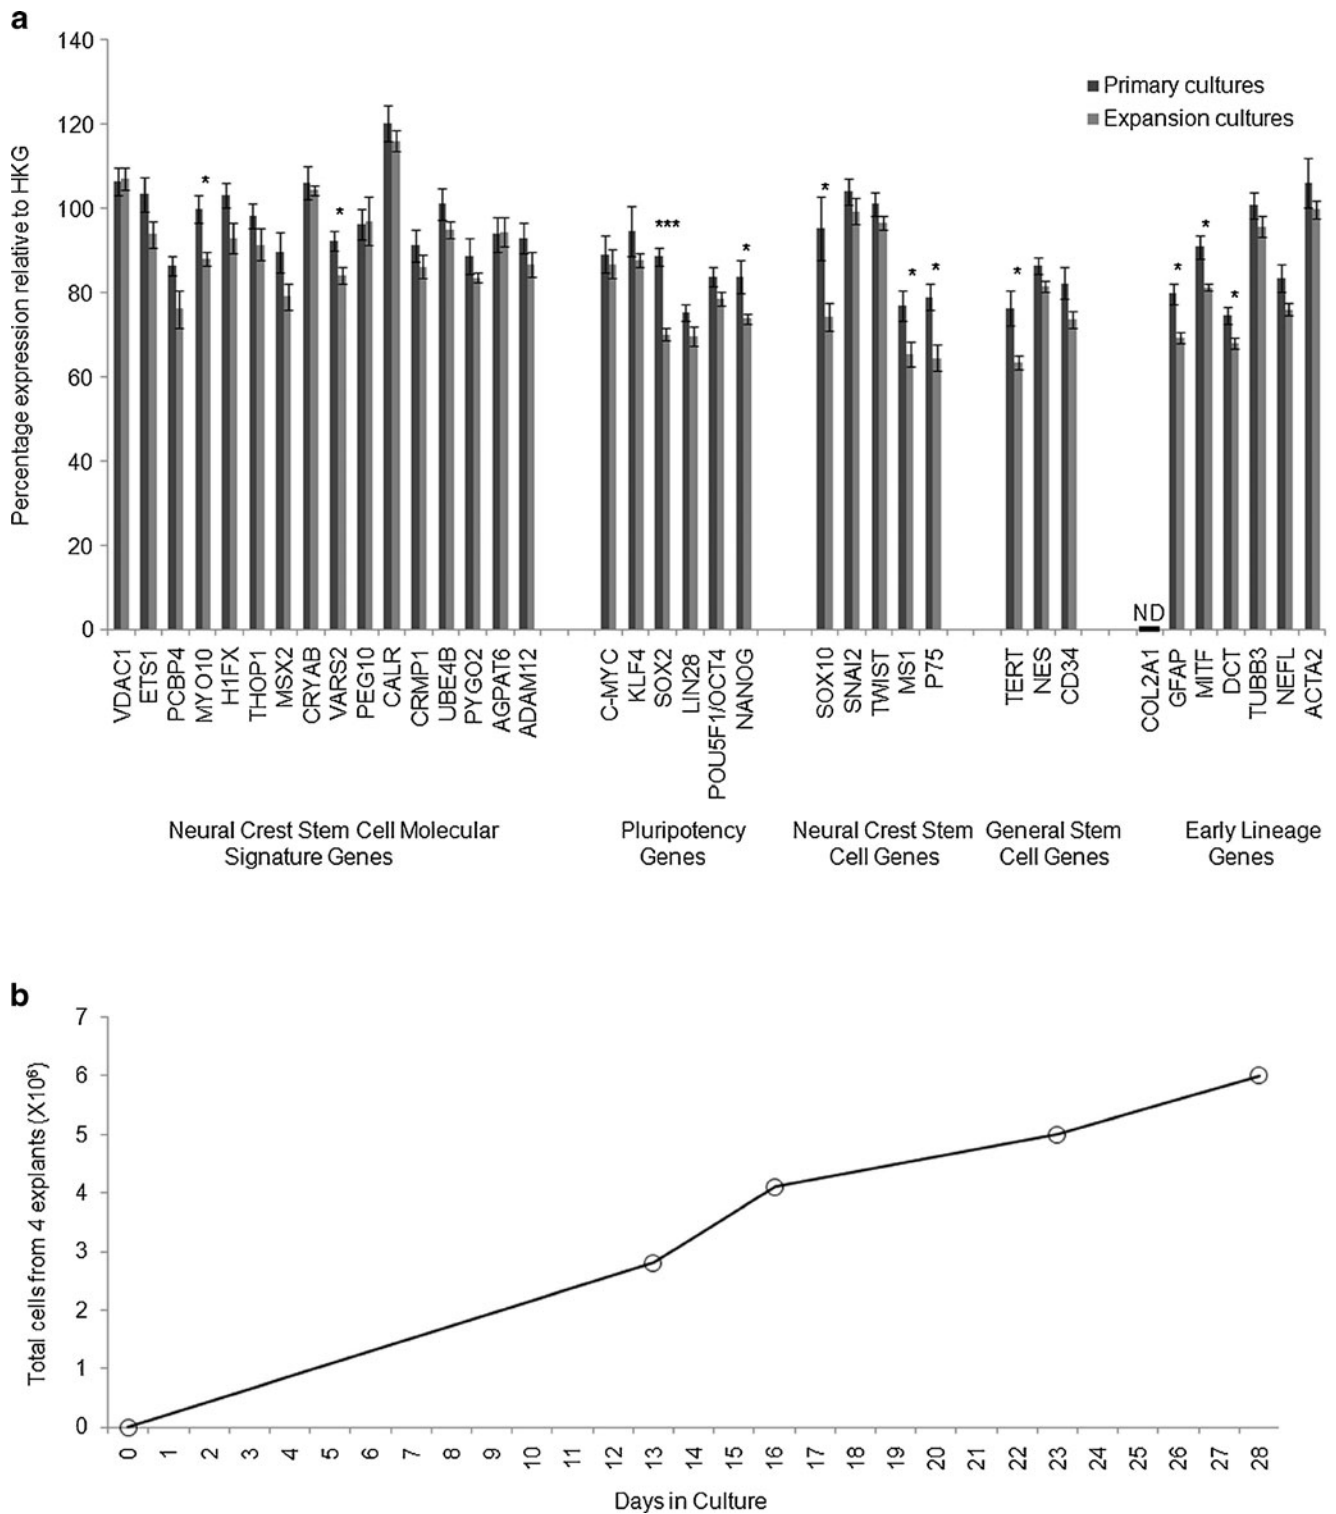 a
140
120
100
80
60
40
20
0
Percentage expression relative to HKG
Primary cultures
Expansion cultures
*
*
***
*
*
*
*
*
*
*
*
ND
VDAC1
ETS1
PCBP4
MYO10
H1FX
THOP1
MSX2
CRYAB
VARS2
PEG10
CALR
CRMP1
UBE4B
PYGO2
AGPAT6
ADAM12
C-MYC
KLF4
SOX2
LIN28
POU5F1/OCT4
NANOG
SOX10
SNAI2
TWIST
MS1
P75
TERT
NES
CD34
COL2A1
GFAP
MITF
DCT
TUBB3
NEFL
ACTA2
Neural Crest Stem Cell Molecular
Signature Genes
Pluripotency
Genes
Neural Crest Stem
Cell Genes
General Stem
Cell Genes
Early Lineage
Genes
b
7
6
5
4
3
2
1
0
Total cells from 4 explants (X10⁶)
0
1
2
3
4
5
6
7
8
9
10
11
12
13
14
15
16
17
18
19
20
21
22
23
24
25
26
27
28
Days in Culture